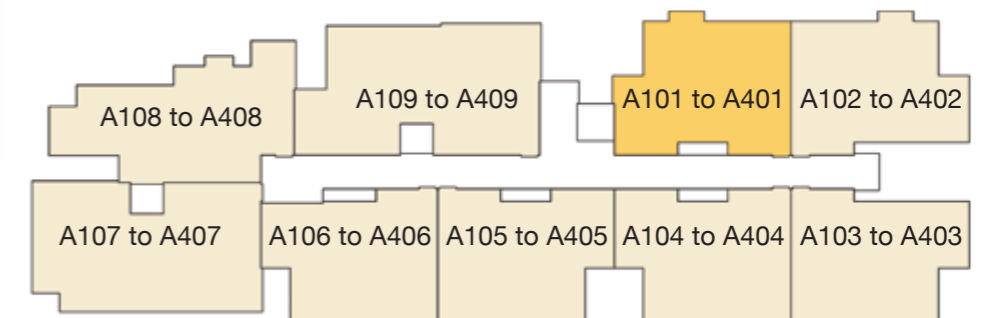 A108 to A408
A109 to A409
A101 to A401
A102 to A402
A107 to A407
A106 to A406
A105 to A405
A104 to A404
A103 to A403